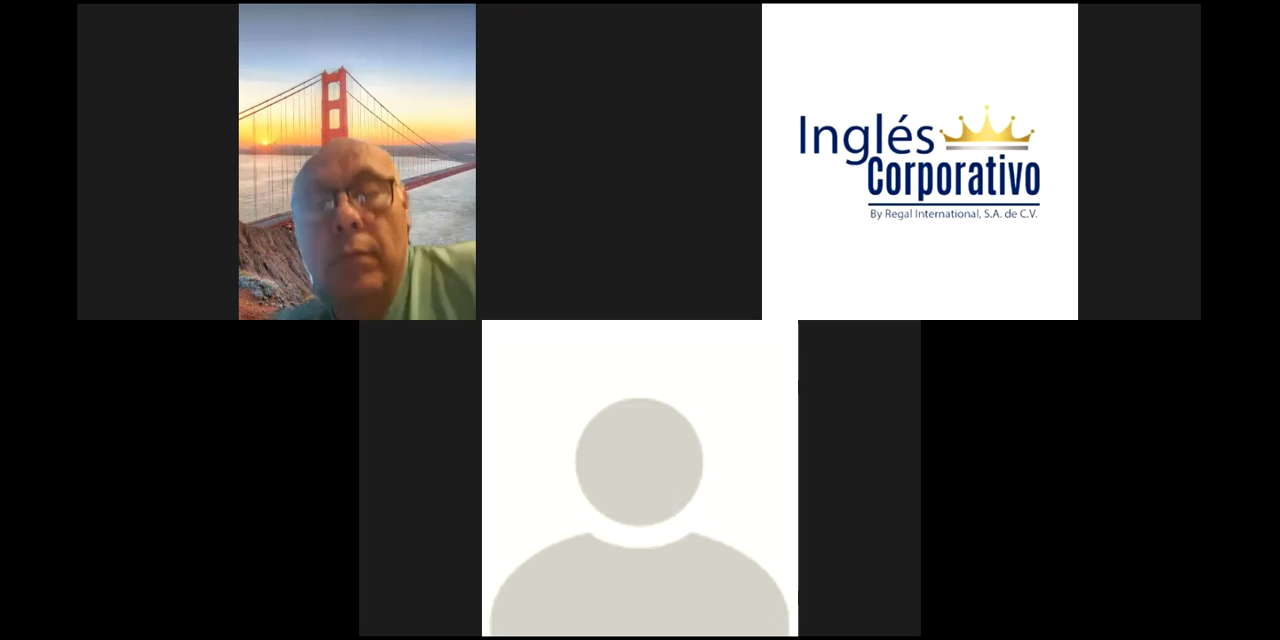 Inglés
Corporativo
By Regal International, S.A. de C.V.